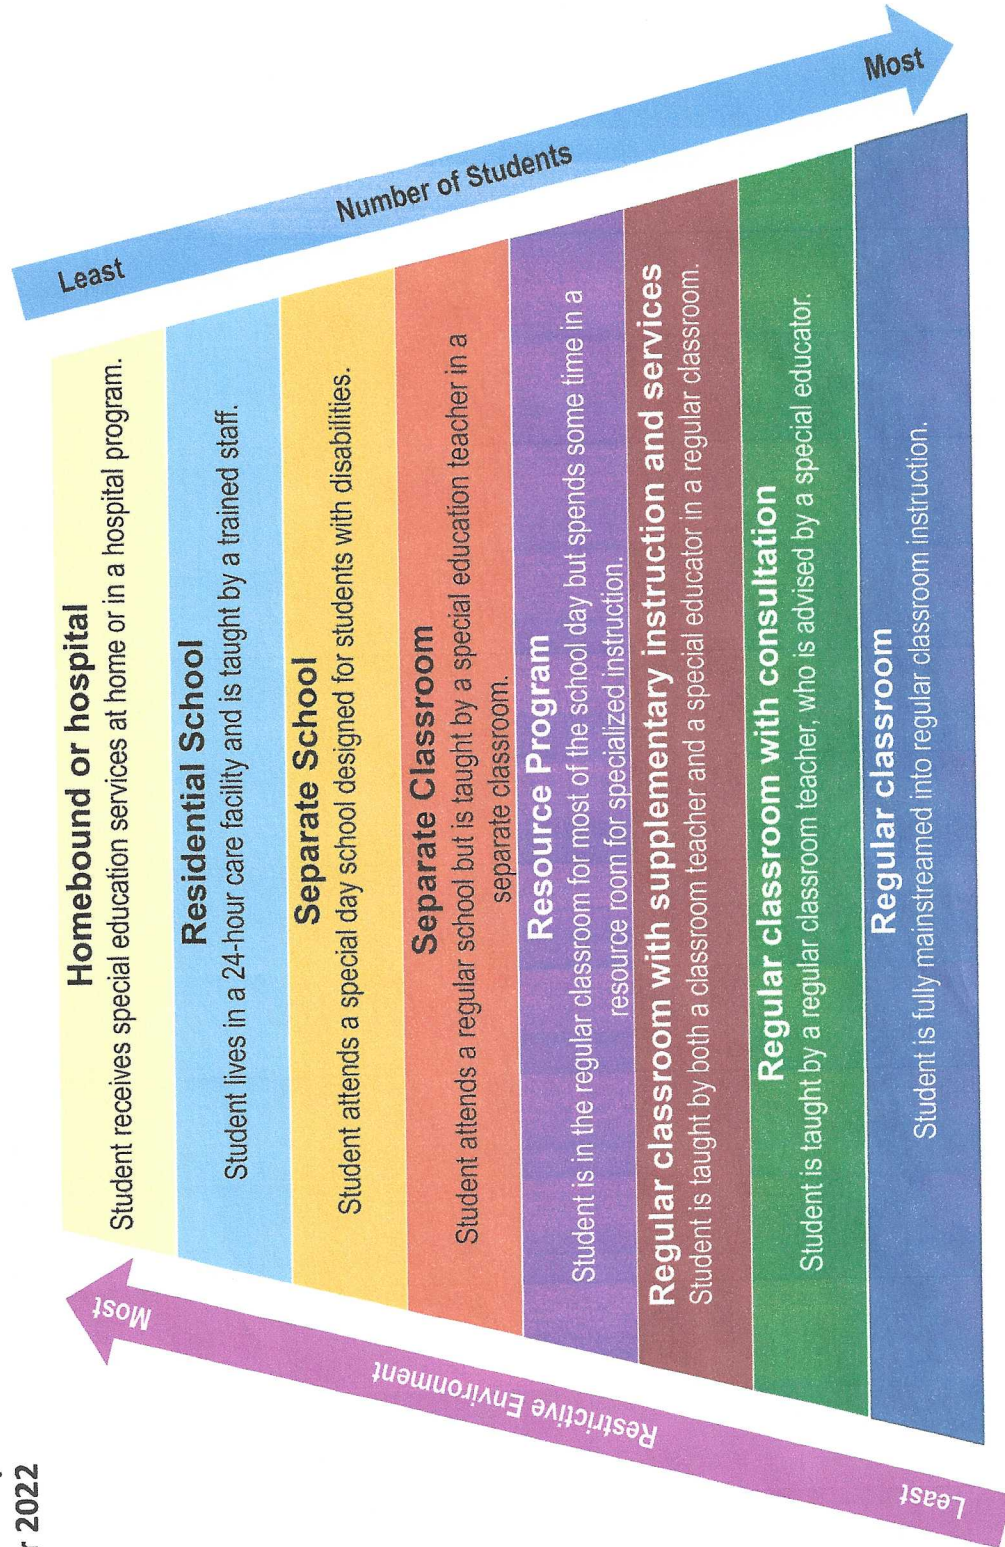 r 2022
Least
Number of Students
Most
Most
Restrictive Environment
Least
Homebound or hospital
Student receives special education services at home or in a hospital program.
Residential School
Student lives in a 24-hour care facility and is taught by a trained staff.
Separate School
Student attends a special day school designed for students with disabilities.
Separate Classroom
Student attends a regular school but is taught by a special education teacher in a
separate classroom.
Resource Program
Student is in the regular classroom for most of the school day but spends some time in a
resource room for specialized instruction.
Regular classroom with supplementary instruction and services
Student is taught by both a classroom teacher and a special educator in a regular classroom.
Regular classroom with consultation
Student is taught by a regular classroom teacher, who is advised by a special educator.
Regular classroom
Student is fully mainstreamed into regular classroom instruction.